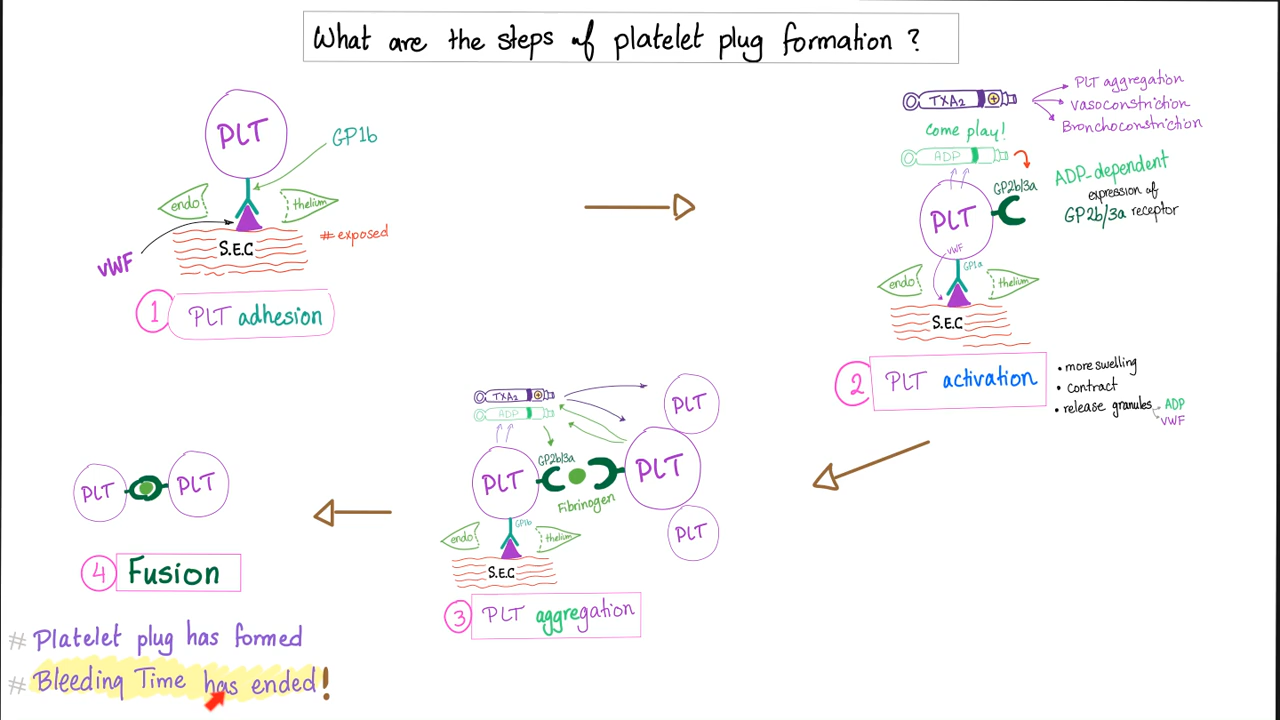 What are the steps of platelet plug formation ?
PLT
GP1b
endo
thelium
S.E.C
# exposed
vWF
1 PLT adhesion
TXA2 +
PLT aggregation
vasoconstriction
Bronchoconstriction
come play!
ADP
GP2b/3a
ADP-dependent
expression of
GP2b/3a receptor
PLT
vWF
GP1a
endo
thelium
S.E.C
2 PLT activation
• more swelling
• contract
• release granules
ADP
vWF
TXA2 +
ADP
PLT
GP2b/3a
PLT
PLT
Fibrinogen
PLT
GP1b
endo
thelium
S.E.C
3 PLT aggregation
PLT
PLT
4 Fusion
# Platelet plug has formed
# Bleeding Time has ended!